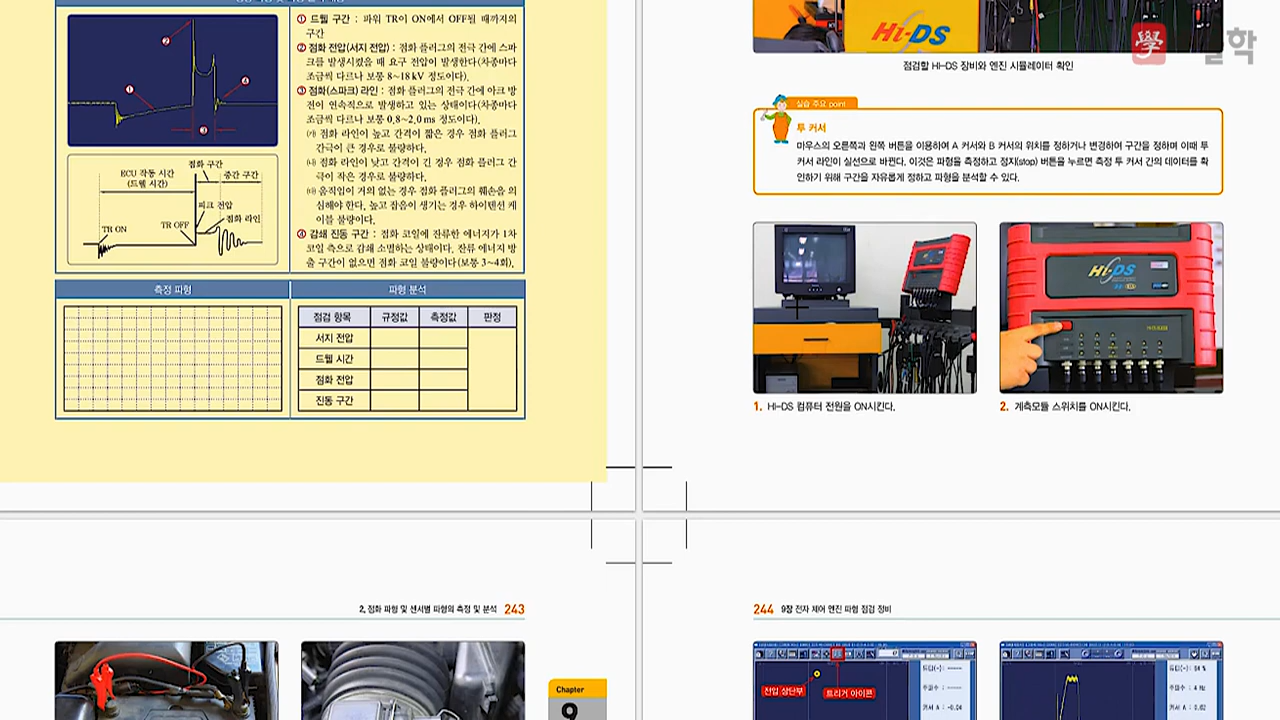 ① 드웰 구간 : 파워 TR이 ON에서 OFF될 때까지의
구간
② 점화 전압(서지 전압) : 점화 플러그의 전극 간에 스파
크를 발생시켰을 때 요구 전압이 발생한다(차종마다
조금씩 다르나 보통 8~18 kV 정도이다).
③ 점화(스파크) 라인 : 점화 플러그의 전극 간에 아크 방
전이 연속적으로 발생하고 있는 상태이다(차종마다
조금씩 다르나 보통 0.8~2.0 ms 정도이다).
㈎ 점화 라인이 높고 간격이 짧은 경우 점화 플러그
간극이 큰 경우로 불량하다.
㈏ 점화 라인이 낮고 간격이 긴 경우 점화 플러그 간
극이 작은 경우로 불량하다.
㈐ 움직임이 거의 없는 경우 점화 플러그의 훼손을 의
심해야 한다. 높고 잡음이 생기는 경우 하이텐션 케
이블 불량이다.
④ 감쇄 진동 구간 : 점화 코일에 잔류한 에너지가 1차
코일 측으로 감쇄 소멸하는 상태이다. 잔류 에너지 방
출 구간이 없으면 점화 코일 불량이다(보통 3~4회).
①
②
③
④
점화 구간
ECU 작동 시간
(드웰 시간)
중간 구간
피크 전압
TR ON
TR OFF
점화 라인
측정 파형
파형 분석
점검 항목 규정값 측정값 판정
서지 전압
드웰 시간
점화 전압
진동 구간
Hi-DS
學
점검할 HI-DS 장비와 엔진 시뮬레이터 확인
실습 주요 point
투 커서
마우스의 오른쪽과 왼쪽 버튼을 이용하여 A 커서와 B 커서의 위치를 정하거나 변경하여 구간을 정하며 이때 투
커서 라인이 실선으로 바뀐다. 이것은 파형을 측정하고 정지(stop) 버튼을 누르면 측정 투 커서 간의 데이터를 확
인하기 위해 구간을 자유롭게 정하고 파형을 분석할 수 있다.
Hi-DS
1. Hi-DS 컴퓨터 전원을 ON시킨다.
2. 계측모듈 스위치를 ON시킨다.
2. 점화 파형 및 센서별 파형의 측정 및 분석 243
Chapter
9
244 9장 전자 제어 엔진 파형 점검 정비
전압 상단부
트리거 아이콘
커서 A : -0.04
듀티(-): 84 %
주파수 : 4 Hz
커서 A : 0.02